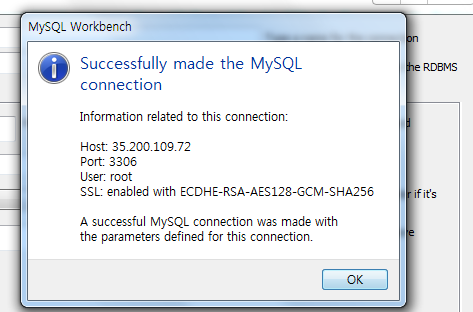 MySQL Workbench
Successfully made the MySQL
connection
Information related to this connection:
Host: 35.200.109.72
Port: 3306
User: root
SSL: enabled with ECDHE-RSA-AES128-GCM-SHA256
A successful MySQL connection was made with
the parameters defined for this connection.
OK
the RDBMS
r if it's